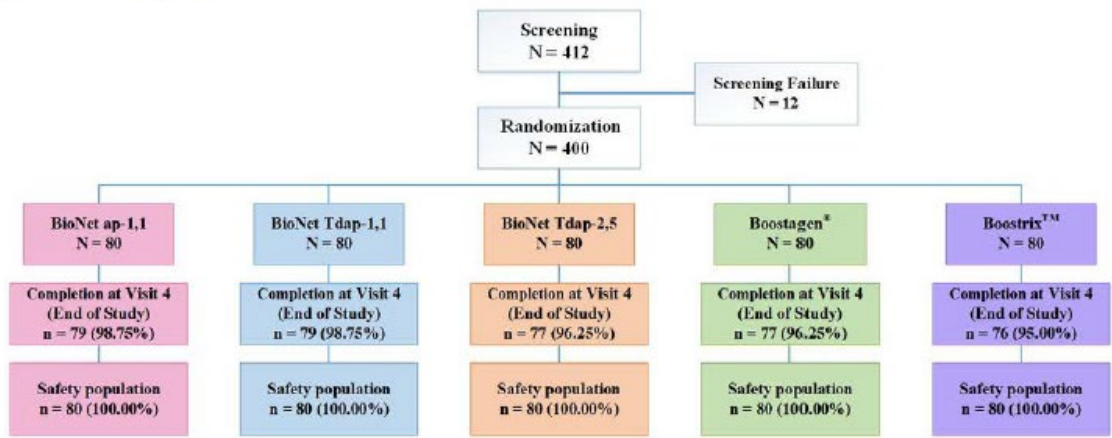 Screening
N = 412
Screening Failure
N = 12
Randomization
N = 400
BioNet ap-1,1
N = 80
BioNet Tdap-1,1
N = 80
BioNet Tdap-2,5
N = 80
Boostagen®
N = 80
Boostrix™
N = 80
Completion at Visit 4
(End of Study)
n = 79 (98.75%)
Completion at Visit 4
(End of Study)
n = 79 (98.75%)
Completion at Visit 4
(End of Study)
n = 77 (96.25%)
Completion at Visit 4
(End of Study)
n = 77 (96.25%)
Completion at Visit 4
(End of Study)
n = 76 (95.00%)
Safety population
n = 80 (100.00%)
Safety population
n = 80 (100.00%)
Safety population
n = 80 (100.00%)
Safety population
n = 80 (100.00%)
Safety population
n = 80 (100.00%)